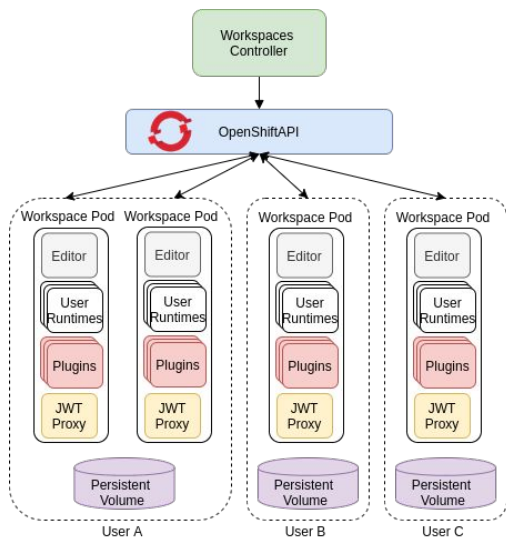 Workspaces
Controller
OpenShiftAPI
Workspace Pod
Editor
User
Runtimes
Plugins
JWT
Proxy
Workspace Pod
Editor
User
Runtimes
Plugins
JWT
Proxy
Persistent
Volume
User A
Workspace Pod
Editor
User
Runtimes
Plugins
JWT
Proxy
Persistent
Volume
User B
Workspace Pod
Editor
User
Runtimes
Plugins
JWT
Proxy
Persistent
Volume
User C